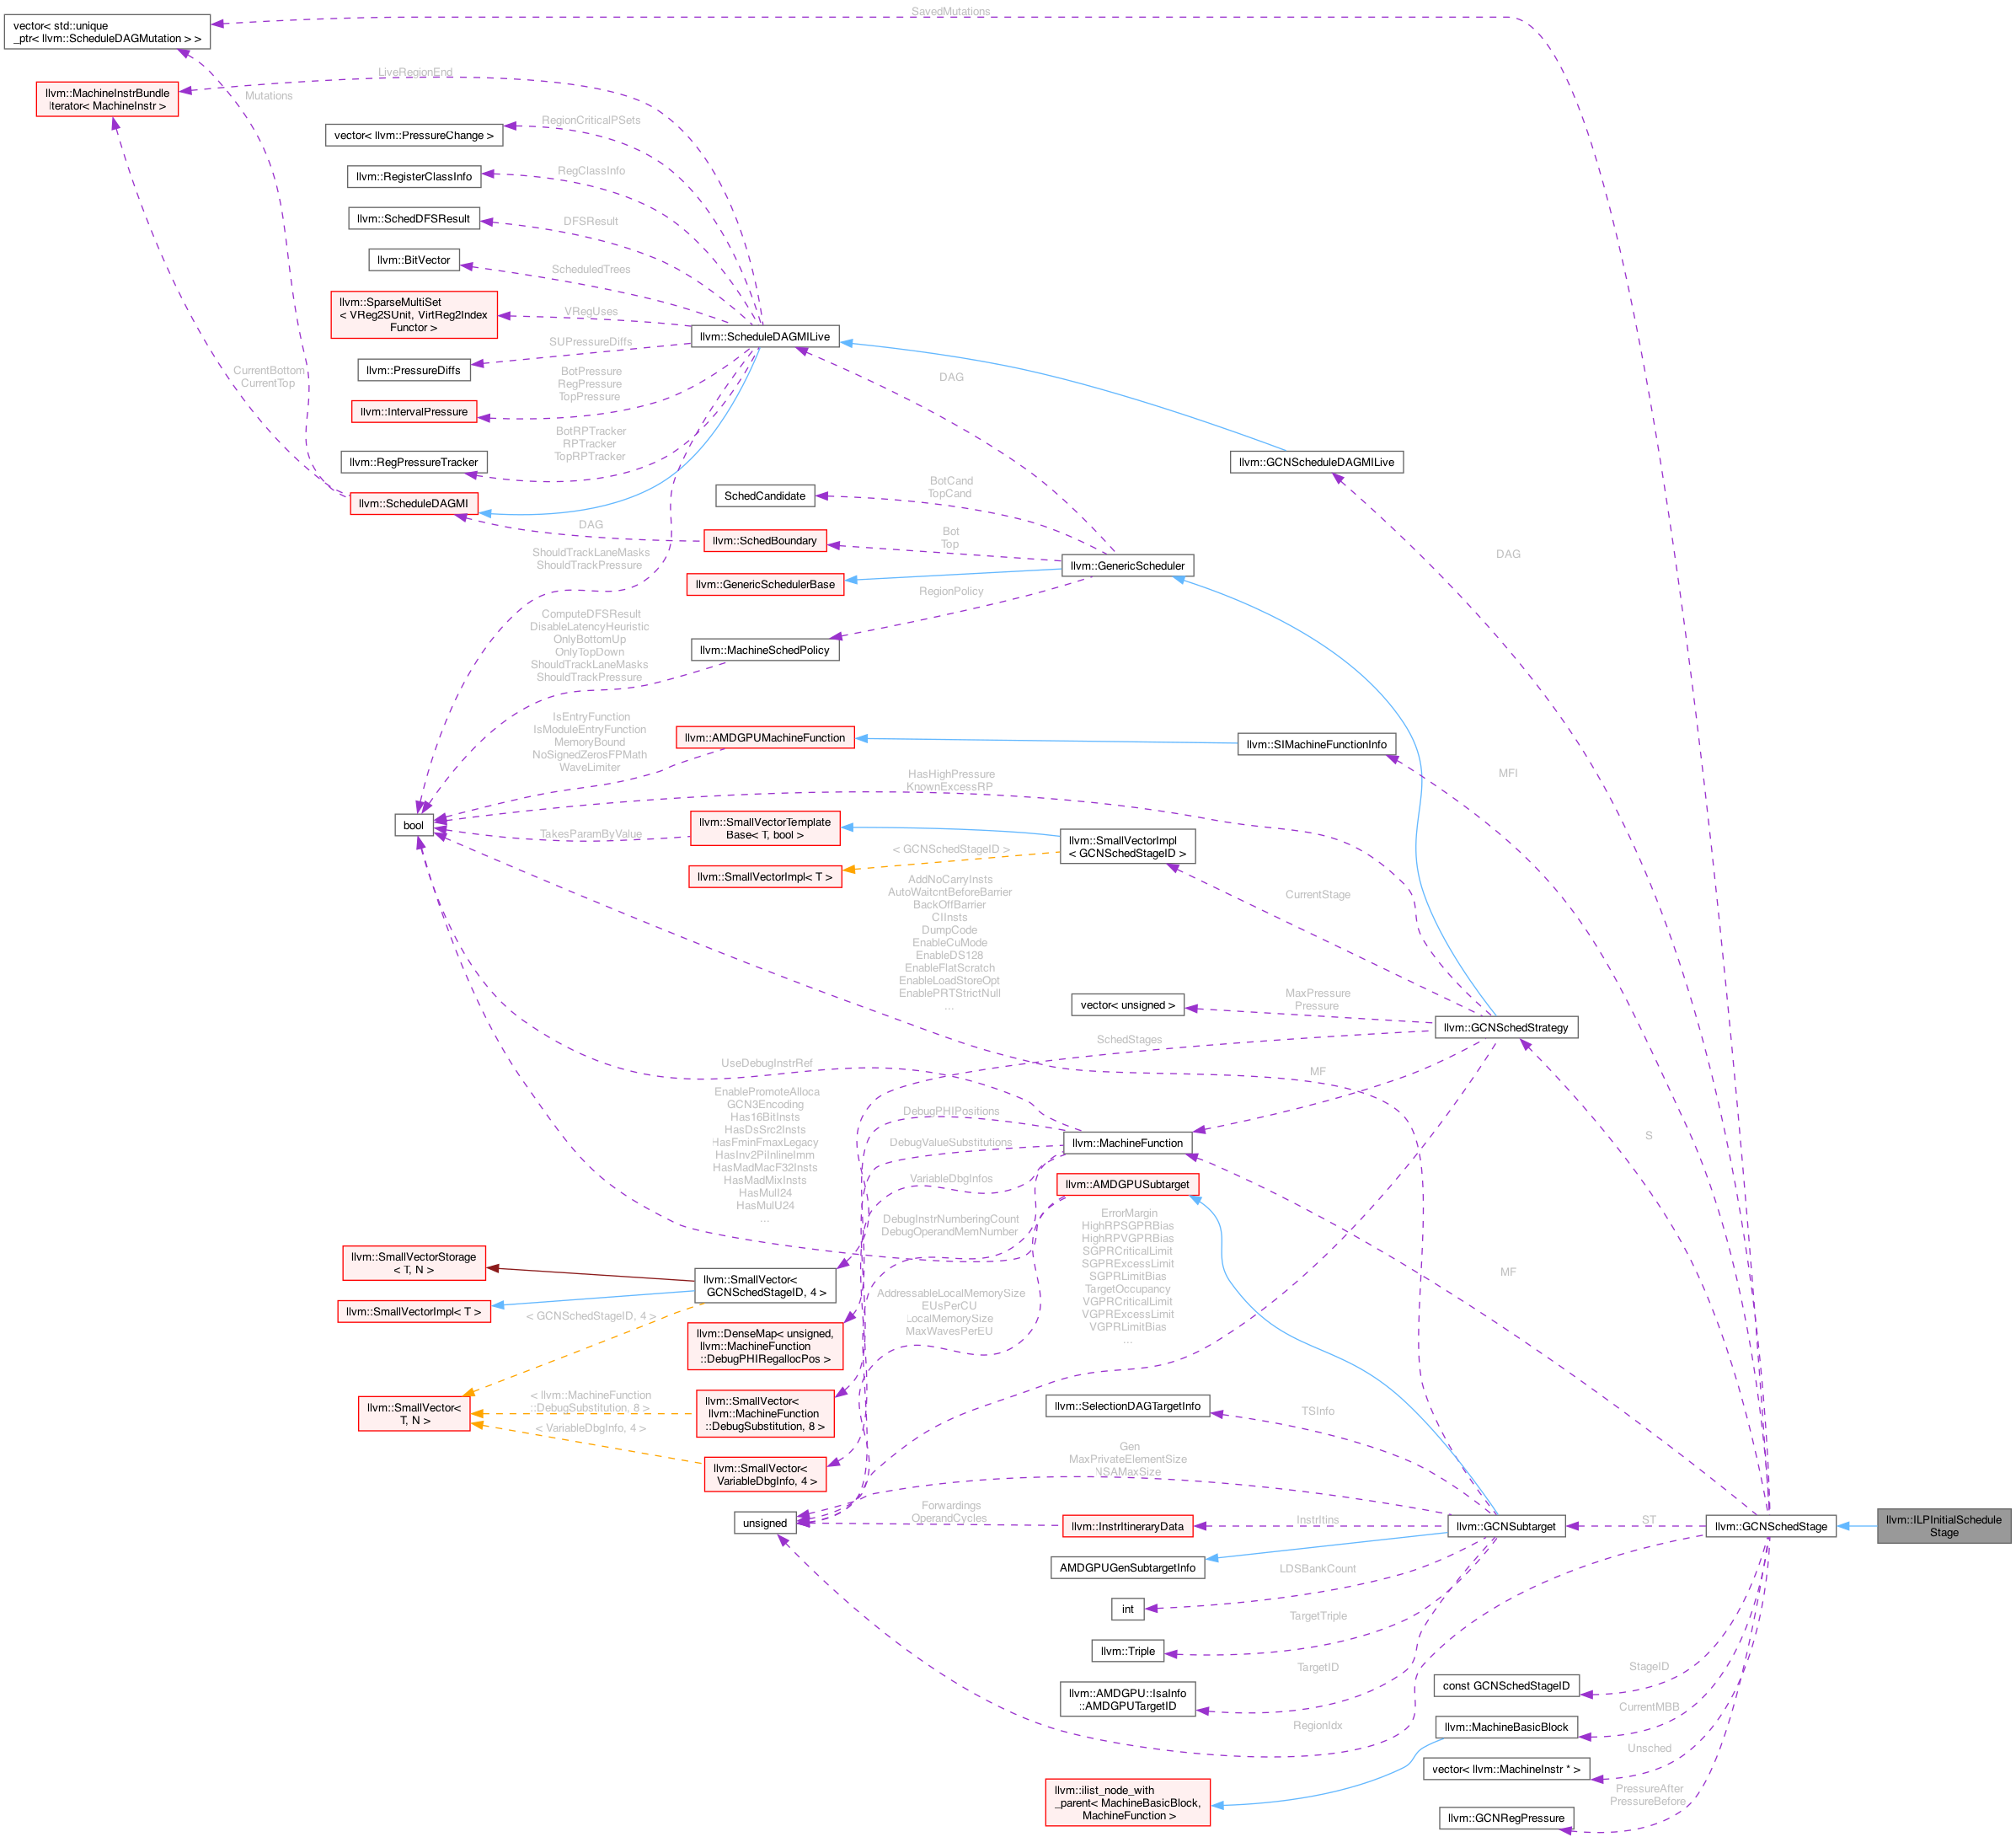 SavedMutations
vector< std::unique
_ptr< llvm::ScheduleDAGMutation > >
LiveRegionEnd
llvm::MachineInstrBundle
Iterator< MachineInstr >
Mutations
RegionCriticalPSets
vector< llvm::PressureChange >
RegClassInfo
llvm::RegisterClassInfo
llvm::SchedDFSResult
DFSResult
llvm::BitVector
ScheduledTrees
llvm::SparseMultiSet
< VReg2SUnit, VirtReg2Index
Functor >
VRegUses
llvm::ScheduleDAGMILive
SUPressureDiffs
llvm::PressureDiffs
CurrentBottom
CurrentTop
BotPressure
RegPressure
TopPressure
DAG
llvm::IntervalPressure
BotRPTracker
RPTracker
TopRPTracker
llvm::RegPressureTracker
llvm::GCNScheduleDAGMILive
llvm::ScheduleDAGMI
SchedCandidate
BotCand
TopCand
DAG
llvm::SchedBoundary
Bot
Top
DAG
ShouldTrackLaneMasks
ShouldTrackPressure
llvm::GenericScheduler
llvm::GenericSchedulerBase
RegionPolicy
ComputeDFSResult
DisableLatencyHeuristic
OnlyBottomUp
OnlyTopDown
ShouldTrackLaneMasks
ShouldTrackPressure
llvm::MachineSchedPolicy
IsEntryFunction
IsModuleEntryFunction
MemoryBound
NoSignedZerosFPMath
WaveLimiter
llvm::AMDGPUMachineFunction
llvm::SIMachineFunctionInfo
MFI
HasHighPressure
KnownExcessRP
bool
TakesParamByValue
llvm::SmallVectorTemplate
Base< T, bool >
llvm::SmallVectorImpl
< GCNSchedStageID >
< GCNSchedStageID >
llvm::SmallVectorImpl< T >
CurrentStage
AddNoCarryInsts
AutoWaitcntBeforeBarrier
BackOffBarrier
CIInsts
DumpCode
EnableCuMode
EnableDS128
EnableFlatScratch
EnableLoadStoreOpt
EnablePRTStrictNull
...
vector< unsigned >
MaxPressure
Pressure
llvm::GCNSchedStrategy
SchedStages
UseDebugInstrRef
MF
EnablePromoteAlloca
GCN3Encoding
Has16BitInsts
HasDsSrc2Insts
HasFminFmaxLegacy
HasInv2PiInlineImm
HasMadMacF32Insts
HasMadMixInsts
HasMulI24
HasMulU24
...
DebugPHIPositions
DebugValueSubstitutions
VariableDbgInfos
DebugInstrNumberingCount
DebugOperandMemNumber
llvm::MachineFunction
S
llvm::AMDGPUSubtarget
ErrorMargin
HighRPSGPRBias
HighRPVGPRBias
SGPRCriticalLimit
SGPRExcessLimit
SGPRLimitBias
TargetOccupancy
VGPRCriticalLimit
VGPRExcessLimit
VGPRLimitBias
...
llvm::SmallVectorStorage
< T, N >
llvm::SmallVector<
GCNSchedStageID, 4 >
MF
llvm::SmallVectorImpl< T >
< GCNSchedStageID, 4 >
AddressableLocalMemorySize
EUsPerCU
LocalMemorySize
MaxWavesPerEU
llvm::DenseMap< unsigned,
llvm::MachineFunction
::DebugPHIRegallocPos >
llvm::SmallVector<
T, N >
< llvm::MachineFunction
::DebugSubstitution, 8 >
llvm::SmallVector<
llvm::MachineFunction
::DebugSubstitution, 8 >
< VariableDbgInfo, 4 >
llvm::SmallVector<
VariableDbgInfo, 4 >
llvm::SelectionDAGTargetInfo
TSInfo
Gen
MaxPrivateElementSize
NSAMaxSize
unsigned
Forwardings
OperandCycles
llvm::InstrItineraryData
InstrItins
llvm::GCNSubtarget
ST
llvm::GCNSchedStage
llvm::ILPInitialSchedule
Stage
AMDGPUGenSubtargetInfo
LDSBankCount
int
TargetTriple
llvm::Triple
TargetID
llvm::AMDGPU::IsaInfo
::AMDGPUTargetID
RegionIdx
StageID
const GCNSchedStageID
CurrentMBB
llvm::MachineBasicBlock
Unsched
vector< llvm::MachineInstr * >
llvm::ilist_node_with
_parent< MachineBasicBlock,
MachineFunction >
PressureAfter
PressureBefore
llvm::GCNRegPressure